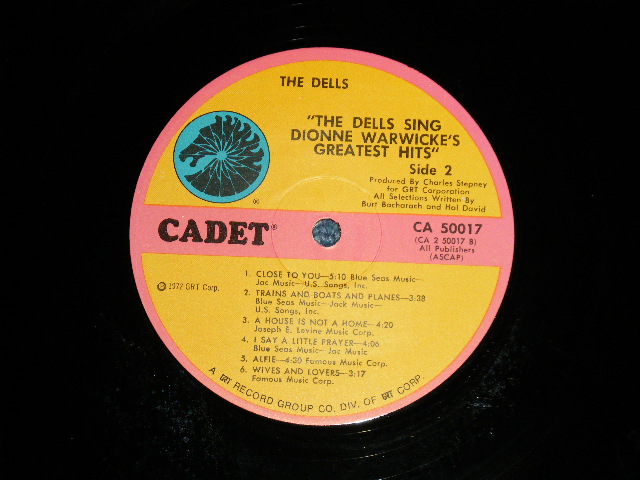 THE DELLS
"THE DELLS SING
DIONNE WARWICKE'S
GREATEST HITS"
Side 2
Produced By Charles Stepney
for GRT Corporation
All Selections Written By
Burt Bacharach and Hal David
®
CADET®
CA 50017
(CA 2 50017 B)
All Publishers
(ASCAP)
℗ 1972 GRT Corp.
1. CLOSE TO YOU—5:10 Blue Seas Music—
Jac Music—U.S. Songs, Inc.
2. TRAINS AND BOATS AND PLANES—3:38
Blue Seas Music—Jack Music—
U.S. Songs, Inc.
3. A HOUSE IS NOT A HOME—4:20
Joseph E. Levine Music Corp.
4. I SAY A LITTLE PRAYER—4:06
Blue Seas Music—Jac Music
5. ALFIE—4:30 Famous Music Corp.
6. WIVES AND LOVERS—3:17
Famous Music Corp.
A GRT RECORD GROUP CO. DIV. OF GRT CORP.